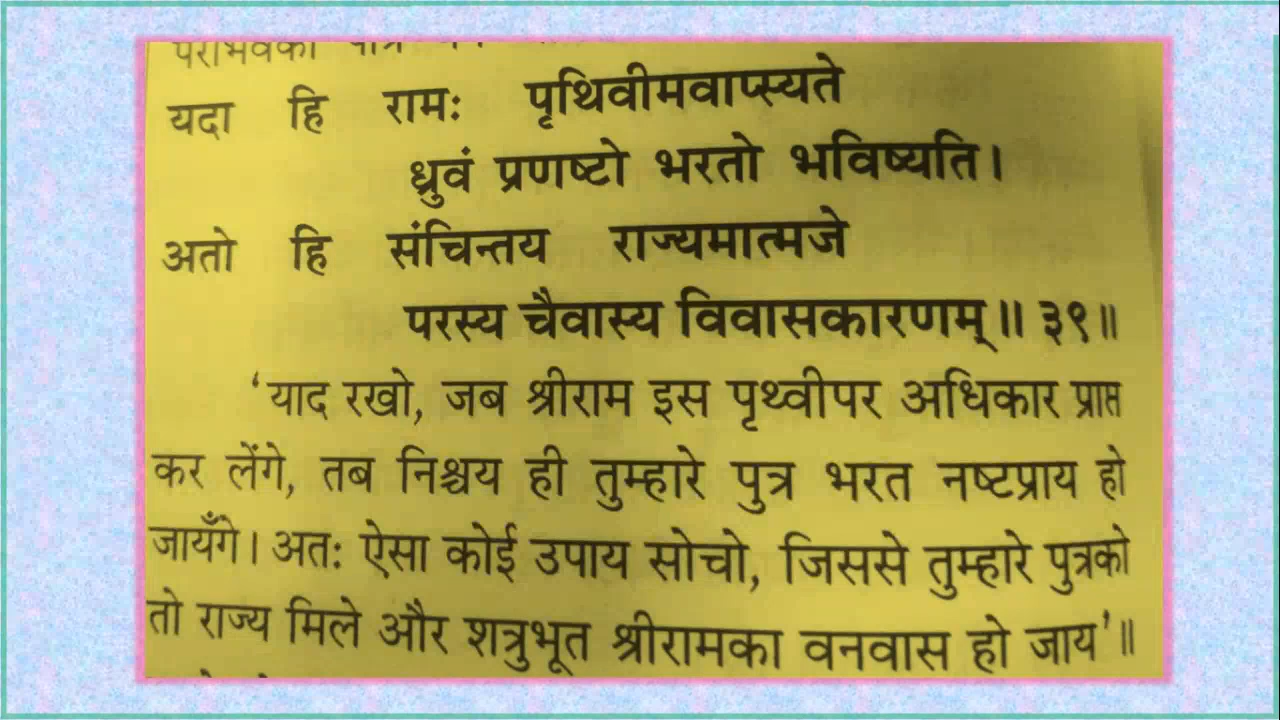 यदा हि रामः पृथिवीमवाप्स्यते
ध्रुवं प्रणष्टो भरतो भविष्यति।
अतो हि संचिन्तय राज्यमात्मजे
परस्य चैवास्य विवासकारणम्॥ ३९॥
‘याद रखो, जब श्रीराम इस पृथ्वीपर अधिकार प्राप्त
कर लेंगे, तब निश्चय ही तुम्हारे पुत्र भरत नष्टप्राय हो
जायँगे। अतः ऐसा कोई उपाय सोचो, जिससे तुम्हारे पुत्रको
तो राज्य मिले और शत्रुभूत श्रीरामका वनवास हो जाय’॥